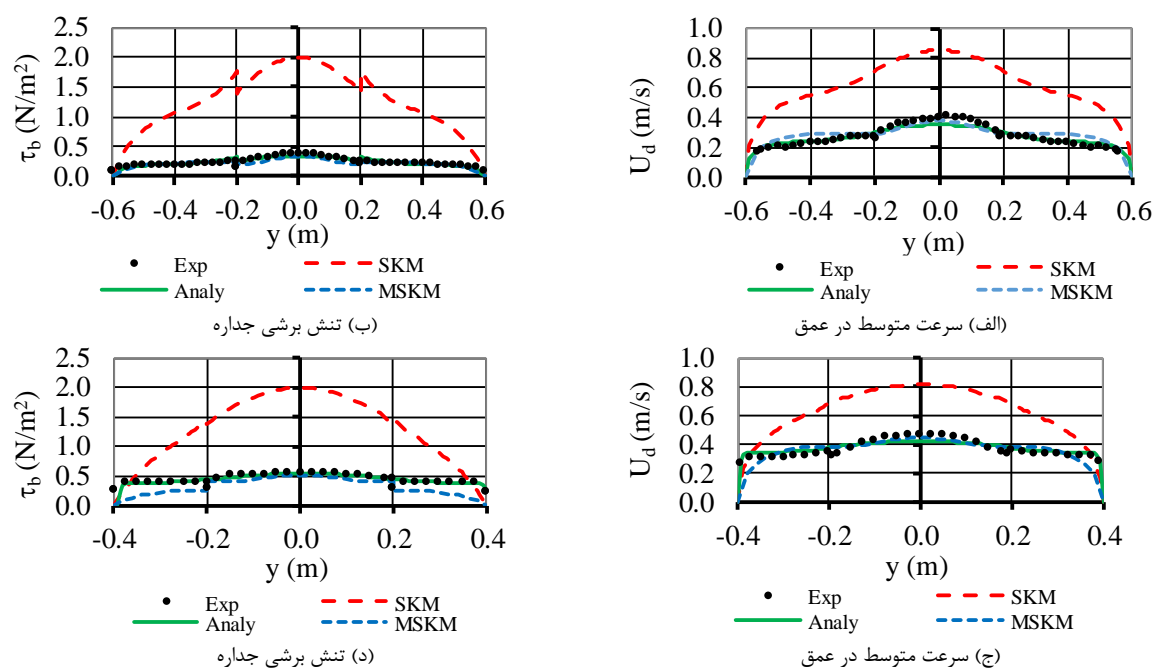 2.5
2.0
1.5
1.0
0.5
0.0
τb (N/m²)
-0.6 -0.4 -0.2 0.0 0.2 0.4 0.6
y (m)
Exp SKM
Analy MSKM
(ب) تنش برشی جداره
1.0
0.8
0.6
0.4
0.2
0.0
Ud (m/s)
-0.6 -0.4 -0.2 0.0 0.2 0.4 0.6
y (m)
Exp SKM
Analy MSKM
(الف) سرعت متوسط در عمق
2.5
2.0
1.5
1.0
0.5
0.0
τb (N/m²)
-0.4 -0.2 0.0 0.2 0.4
y (m)
Exp SKM
Analy MSKM
(د) تنش برشی جداره
1.0
0.8
0.6
0.4
0.2
0.0
Ud (m/s)
-0.4 -0.2 0.0 0.2 0.4
y (m)
Exp SKM
Analy MSKM
(ج) سرعت متوسط در عمق